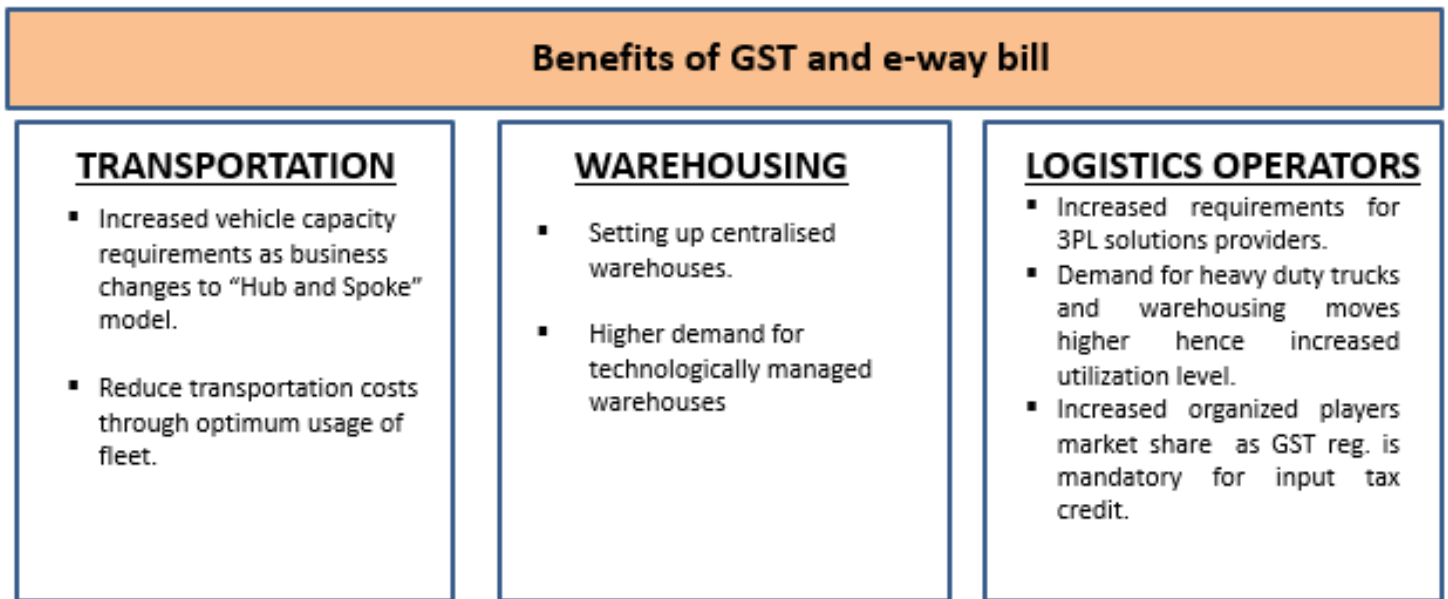 Benefits of GST and e-way bill
TRANSPORTATION
▪ Increased vehicle capacity
requirements as business
changes to “Hub and Spoke”
model.
▪ Reduce transportation costs
through optimum usage of
fleet.
WAREHOUSING
▪ Setting up centralised
warehouses.
▪ Higher demand for
technologically managed
warehouses
LOGISTICS OPERATORS
▪ Increased requirements for
3PL solutions providers.
▪ Demand for heavy duty trucks
and warehousing moves
higher hence increased
utilization level.
▪ Increased organized players
market share as GST reg. is
mandatory for input tax
credit.